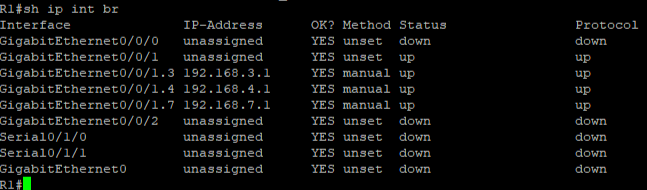 R1#sh ip int br
Interface IP-Address OK? Method Status Protocol
GigabitEthernet0/0/0 unassigned YES unset down down
GigabitEthernet0/0/1 unassigned YES unset up up
GigabitEthernet0/0/1.3 192.168.3.1 YES manual up up
GigabitEthernet0/0/1.4 192.168.4.1 YES manual up up
GigabitEthernet0/0/1.7 192.168.7.1 YES manual up up
GigabitEthernet0/0/2 unassigned YES unset down down
Serial0/1/0 unassigned YES unset down down
Serial0/1/1 unassigned YES unset down down
GigabitEthernet0 unassigned YES unset down down
R1#